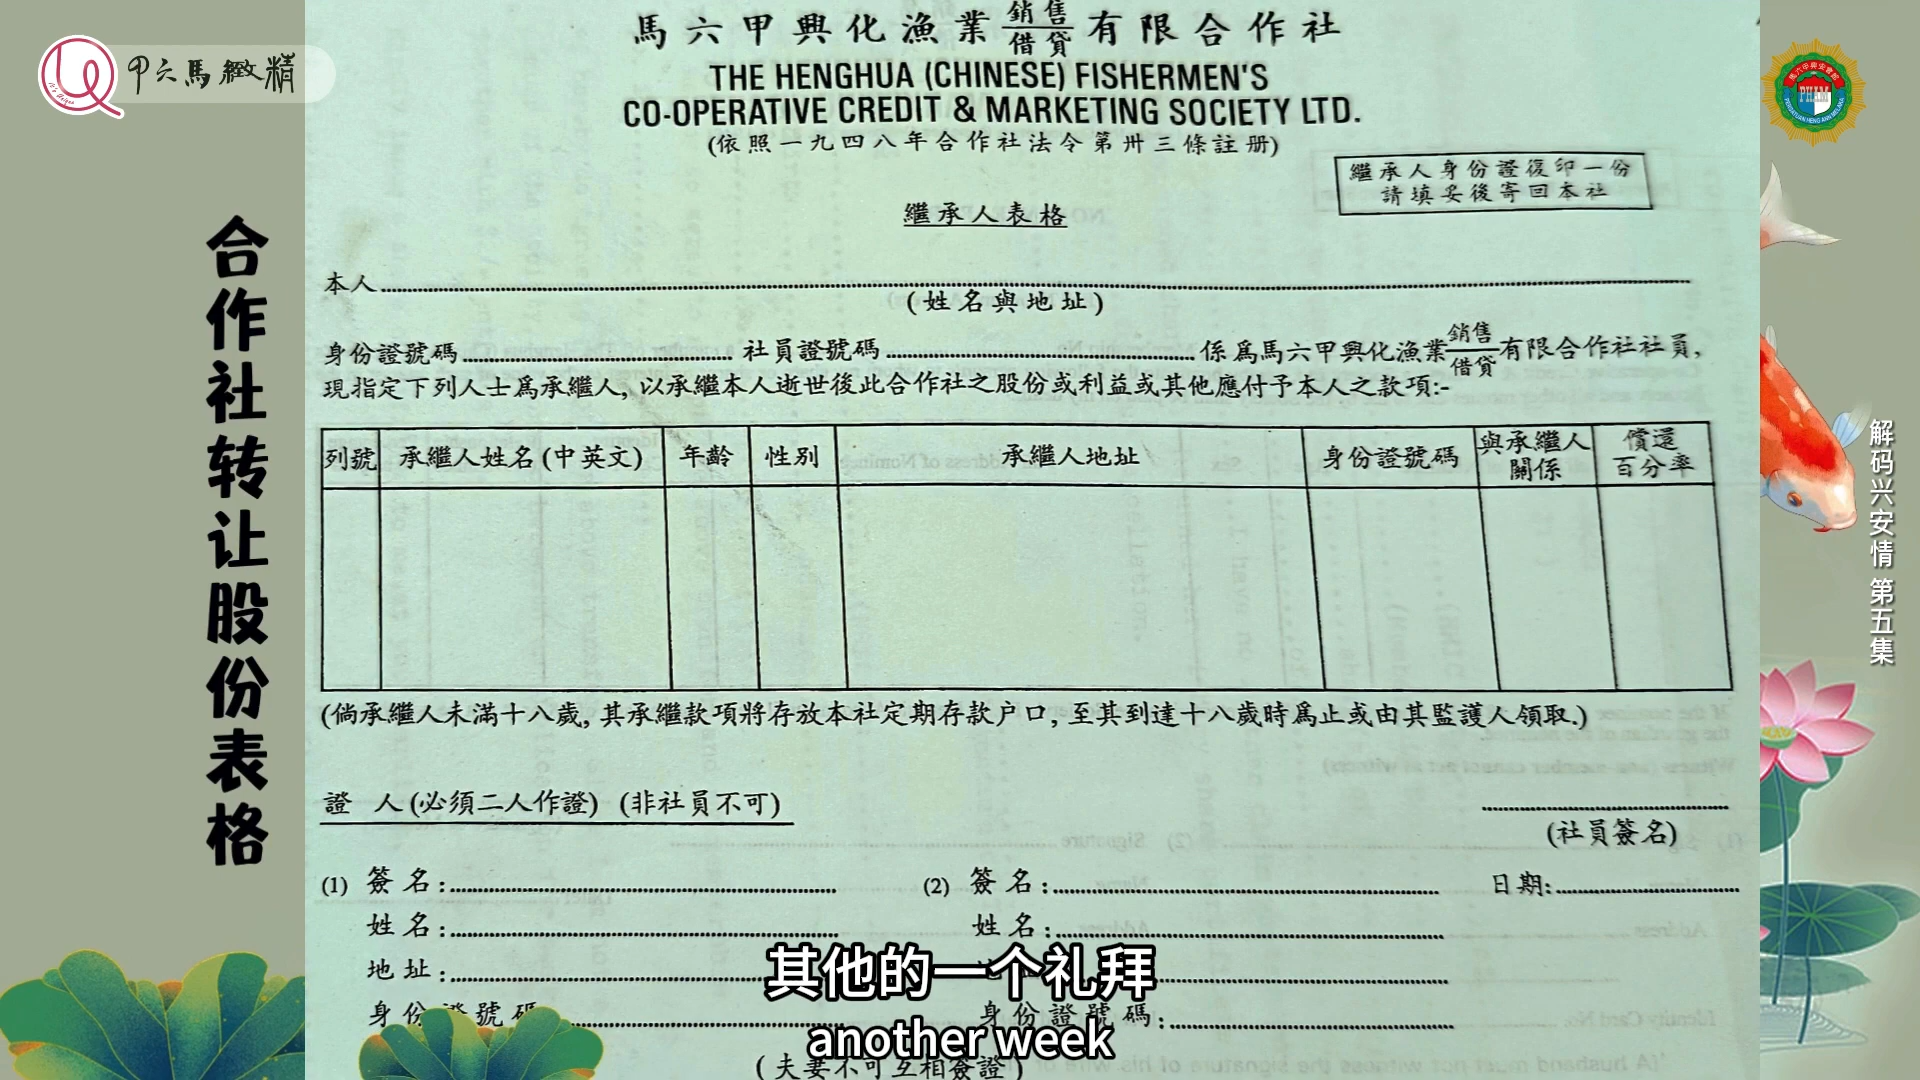 甲六馬緻精
合作社转让股份表格
馬六甲興化漁業銷售借貸有限合作社
THE HENGHUA (CHINESE) FISHERMEN'S
CO-OPERATIVE CREDIT & MARKETING SOCIETY LTD.
(依照一九四八年合作社法令第卅三條註册)
繼承人身份證復印一份
請填妥後寄回本社
繼承人表格
本人
(姓名與地址)
身份證號碼 社員證號碼 係爲馬六甲興化漁業銷售借貸有限合作社社員,
現指定下列人士爲承繼人, 以承繼本人逝世後此合作社之股份或利益或其他應付予本人之款項:-
列號 承繼人姓名(中英文) 年齡 性别 承繼人地址 身份證號碼 與承繼人關係 償還百分率
(倘承繼人未滿十八歲, 其承繼款項將存放本社定期存款户口, 至其到達十八歲時爲止或由其監護人領取.)
證 人(必須二人作證) (非社員不可)
(社員簽名)
(1) 簽名: (2) 簽名: 日期:
姓名: 姓名:
地址:
身份證號碼 身份證號碼:
(夫妻不可互相簽證)
其他的一个礼拜
another week
解码兴安情 第五集
PHAM